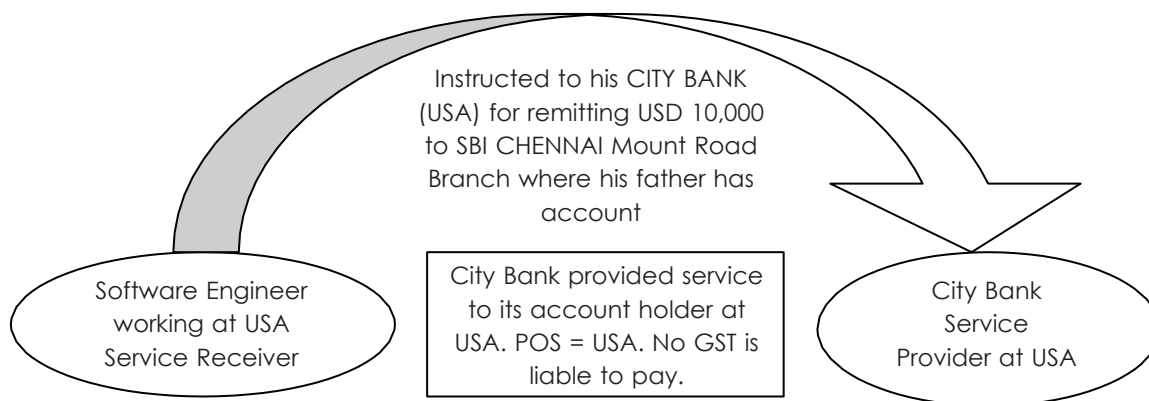 Instructed to his CITY BANK
(USA) for remitting USD 10,000
to SBI CHENNAI Mount Road
Branch where his father has
account
Software Engineer
working at USA
Service Receiver
City Bank provided service
to its account holder at
USA. POS = USA. No GST is
liable to pay.
City Bank
Service
Provider at USA